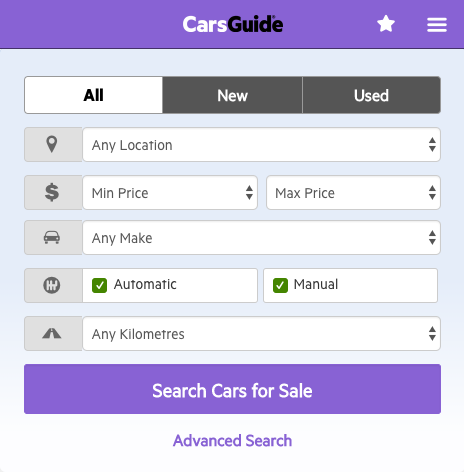 CarsGuide
All New Used
Any Location
Min Price Max Price
Any Make
Automatic Manual
Any Kilometres
Search Cars for Sale
Advanced Search